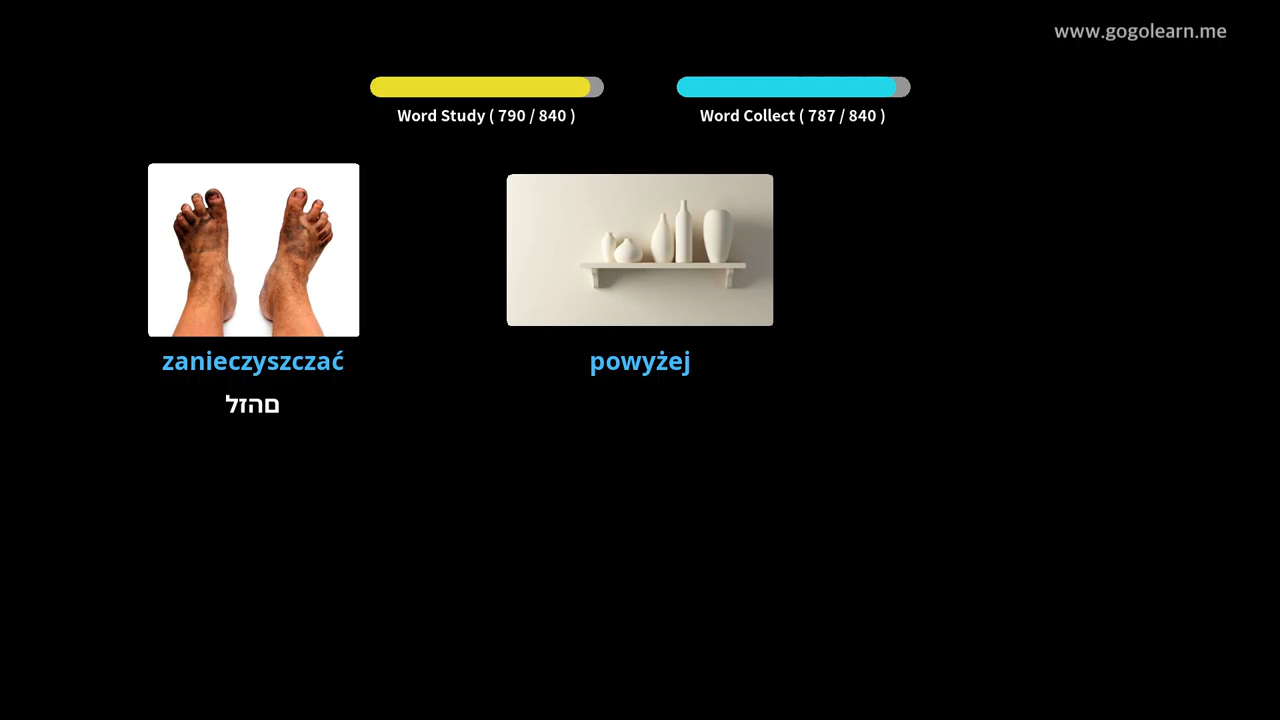 www.gogolearn.me
Word Study ( 790 / 840 )
Word Collect ( 787 / 840 )
zanieczyszczać
powyżej
לזהם